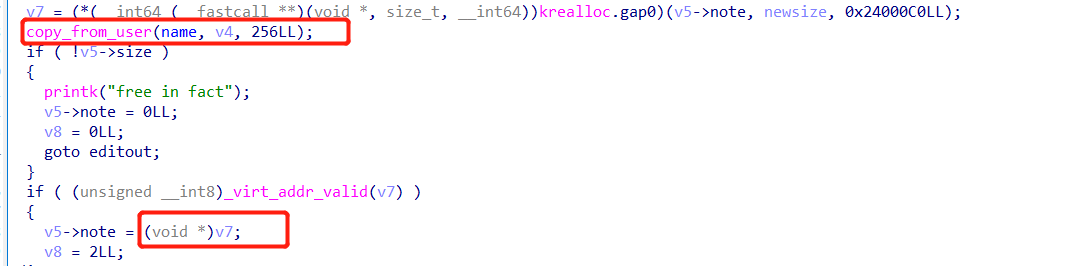 v7 = (*(_int64 (_fastcall **)(void *, size_t, __int64))krealloc.gap0)(v5->note, newsize, 0x24000C0LL);
copy_from_user(name, v4, 256LL);
if ( !v5->size )
{
printk("free in fact");
v5->note = 0LL;
v8 = 0LL;
goto editout;
}
if ( (unsigned __int8)_virt_addr_valid(v7) )
{
v5->note = (void *)v7;
v8 = 2LL;